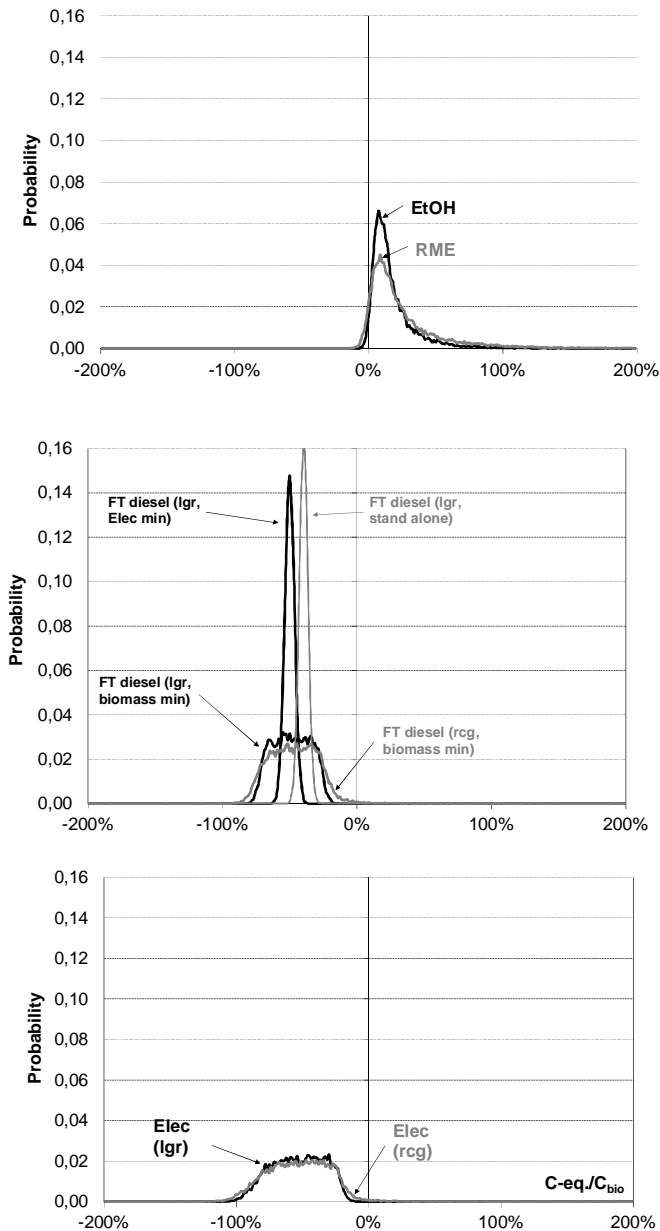 0,16
0,14
0,12
0,10
0,08
0,06
0,04
0,02
0,00
Probability
EtOH
RME
-200%
-100%
0%
100%
200%
0,16
0,14
0,12
0,10
0,08
0,06
0,04
0,02
0,00
Probability
FT diesel (lgr,
Elec min)
FT diesel (lgr,
stand alone)
FT diesel (lgr,
biomass min)
FT diesel (rcg,
biomass min)
-200%
-100%
0%
100%
200%
0,16
0,14
0,12
0,10
0,08
0,06
0,04
0,02
0,00
Probability
Elec
(lgr)
Elec
(rcg)
C-eq./Cbio
-200%
-100%
0%
100%
200%